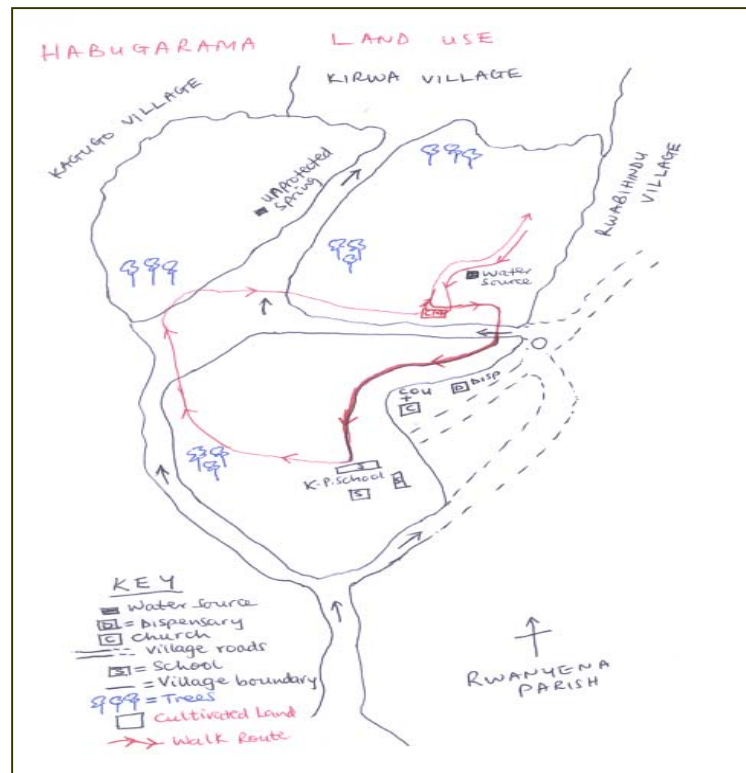 HABUGARAMA LAND USE
KIRWA VILLAGE
KAGUGO VILLAGE
UNPROTECTED
SPRING
RWABIHINDU
VILLAGE
WATER
SOURCE
COU
C
D DISP
S
K.P. SCHOOL
S
S
KEY
WATER SOURCE
D = DISPENSARY
C CHURCH
= VILLAGE ROADS
S = SCHOOL
= VILLAGE BOUNDARY
= TREES
CULTIVATED LAND
WALK ROUTE
RWANYENA
PARISH